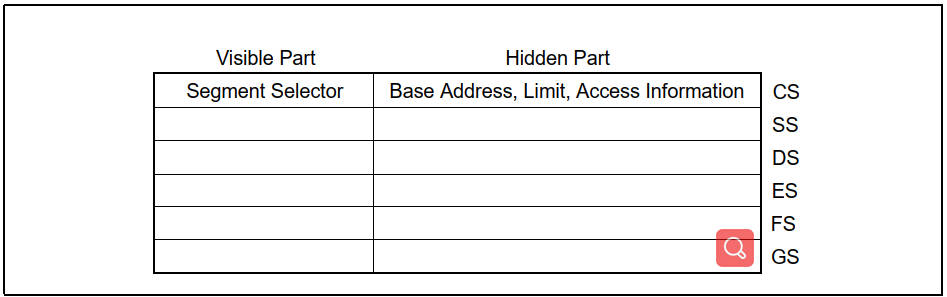 Visible Part Hidden Part
Segment Selector Base Address, Limit, Access Information CS
SS
DS
ES
FS
GS